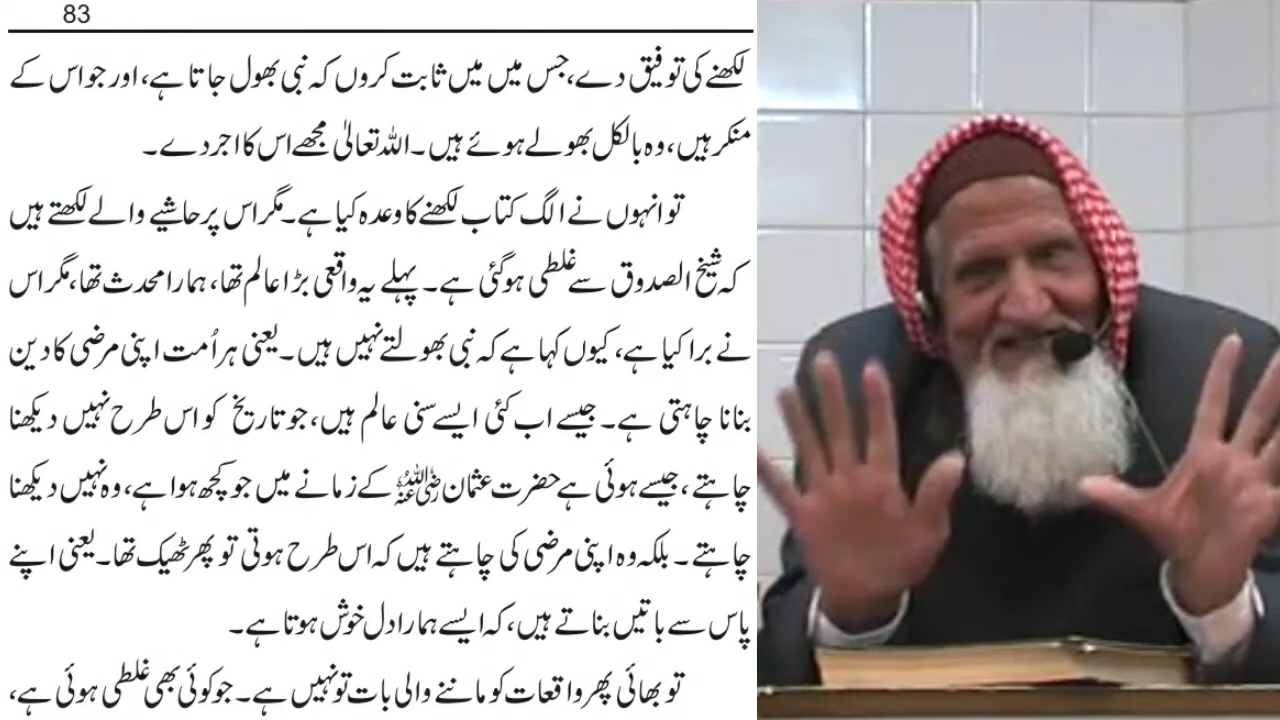 83
لکھنے کی توفیق دے، جس میں میں ثابت کروں کہ نبی بھول جاتا ہے، اور جو اس کے
منکر ہیں، وہ بالکل بھولے ہوئے ہیں۔ اللہ تعالیٰ مجھے اس کا اجر دے۔
تو انہوں نے الگ کتاب لکھنے کا وعدہ کیا ہے۔ مگر اس پر حاشیے والے لکھتے ہیں
کہ شیخ الصدوق سے غلطی ہو گئی ہے۔ پہلے یہ واقعی بڑا عالم تھا، ہمارا محدث تھا، مگر اس
نے برا کیا ہے، کیوں کہا ہے کہ نبی بھولتے نہیں ہیں۔ یعنی ہر اُمت اپنی مرضی کا دین
بنانا چاہتی ہے۔ جیسے اب کئی ایسے سنی عالم ہیں، جو تاریخ کو اس طرح نہیں دیکھنا
چاہتے، جیسے ہوئی ہے حضرت عثمان رضی اللہ عنہ کے زمانے میں جو کچھ ہوا ہے، وہ نہیں دیکھنا
چاہتے۔ بلکہ وہ اپنی مرضی کی چاہتے ہیں کہ اس طرح ہوتی تو پھر ٹھیک تھا۔ یعنی اپنے
پاس سے باتیں بناتے ہیں، کہ ایسے ہمارا دل خوش ہوتا ہے۔
تو بھائی پھر واقعات کو ماننے والی بات تو نہیں ہے۔ جو کوئی بھی غلطی ہوئی ہے،